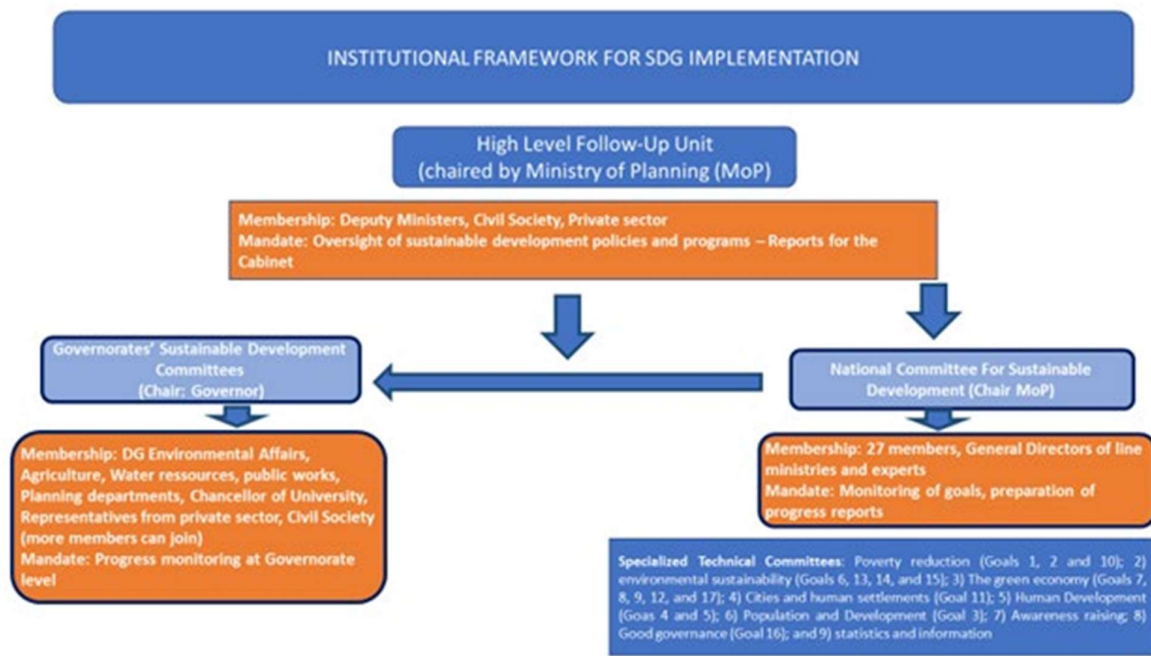 INSTITUTIONAL FRAMEWORK FOR SDG IMPLEMENTATION
High Level Follow-Up Unit
(chaired by Ministry of Planning (MoP)
Membership: Deputy Ministers, Civil Society, Private sector
Mandate: Oversight of sustainable development policies and programs – Reports for the
Cabinet
Governorates' Sustainable Development
Committees
(Chair: Governor)
Membership: DG Environmental Affairs,
Agriculture, Water ressources, public works,
Planning departments, Chancellor of University,
Representatives from private sector, Civil Society
(more members can join)
Mandate: Progress monitoring at Governorate
level
National Committee For Sustainable
Development (Chair MoP)
Membership: 27 members, General Directors of line
ministries and experts
Mandate: Monitoring of goals, preparation of
progress reports
Specialized Technical Committees: Poverty reduction (Goals 1, 2 and 10); 2)
environmental sustainability (Goals 6, 13, 14, and 15); 3) The green economy (Goals 7,
8, 9, 12, and 17); 4) Cities and human settlements (Goal 11); 5) Human Development
(Goas 4 and 5); 6) Population and Development (Goal 3); 7) Awareness raising; 8)
Good governance (Goal 16); and 9) statistics and information